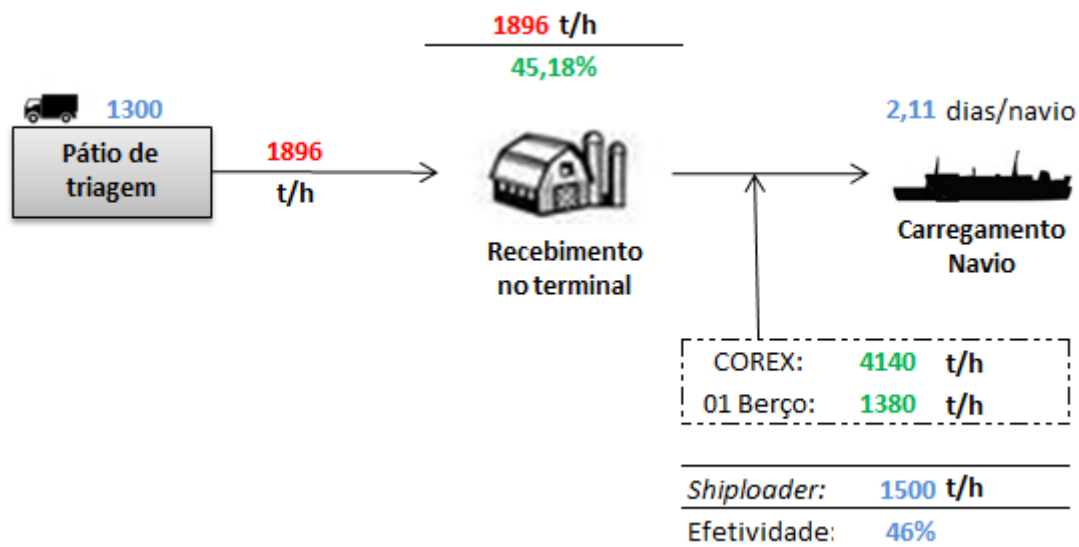 1896 t/h
45,18%
1300
2,11 dias/navio
Pátio de
triagem
1896
t/h
Recebimento
no terminal
Carregamento
Navio
COREX: 4140 t/h
01 Berço: 1380 t/h
Shiploader: 1500 t/h
Efetividade: 46%